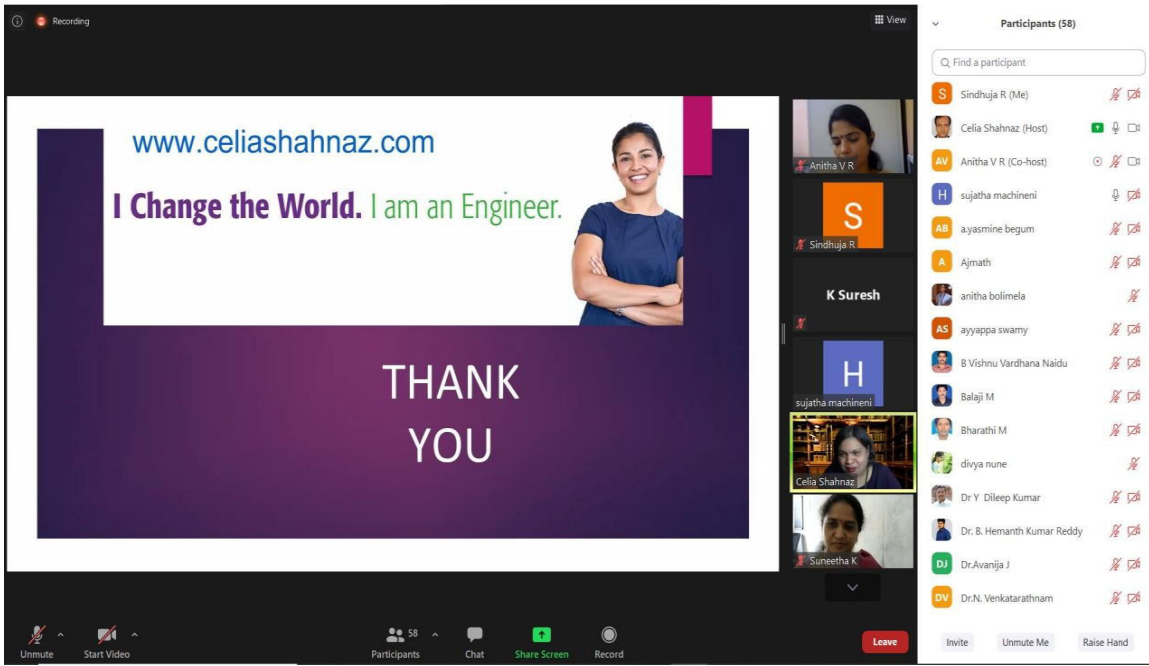 Recording
View
www.celiashahnaz.com
I Change the World. I am an Engineer.
THANK
YOU
Anitha V R
S
Sindhuja R
K Suresh
H
sujatha machineni
Celia Shahnaz
Suneetha K
Unmute
Start Video
58
Participants
Chat
Share Screen
Record
Leave
Participants (58)
Find a participant
S Sindhuja R (Me)
Celia Shahnaz (Host)
AV Anitha V R (Co-host)
H sujatha machineni
AB a.yasmine begum
A Ajmath
anitha bolimela
AS ayyappa swamy
B Vishnu Vardhana Naidu
Balaji M
Bharathi M
divya nune
Dr Y Dileep Kumar
Dr. B. Hemanth Kumar Reddy
DJ Dr.Avanija J
DV Dr.N. Venkatarathnam
Invite Unmute Me Raise Hand